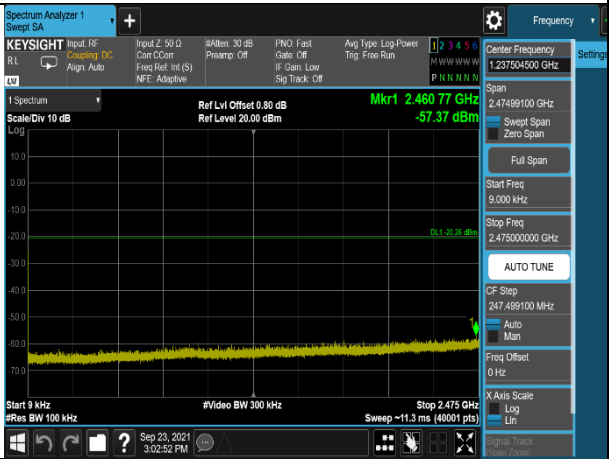 Spectrum Analyzer 1
Swept SA
+
Frequency
KEYSIGHT
Input: RF
Input Z: 50 Ω
#Atten: 30 dB
PNO: Fast
Avg Type: Log-Power
1 2 3 4 5 6
RL
Coupling: DC
Corr CCorr
Preamp: Off
Gate: Off
Trig: Free Run
M W W W W W
Align: Auto
Freq Ref: Int (S)
IF Gain: Low
P N N N N N
NFE: Adaptive
Sig Track: Off
LXI
1 Spectrum
Ref Lvl Offset 0.80 dB
Mkr1 2.460 77 GHz
Scale/Div 10 dB
Ref Level 20.00 dBm
-57.37 dBm
Log
10.0
0.00
-10.0
DL1 -20.26 dBm
-20.0
-30.0
-40.0
-50.0
1
-60.0
-70.0
Start 9 kHz
#Video BW 300 kHz
Stop 2.475 GHz
#Res BW 100 kHz
Sweep ~11.3 ms (40001 pts)
?
Sep 23, 2021
3:02:52 PM
Center Frequency
1.237504500 GHz
Settings
Span
2.47499100 GHz
Swept Span
Zero Span
Full Span
Start Freq
9.000 kHz
Stop Freq
2.475000000 GHz
AUTO TUNE
CF Step
247.499100 MHz
Auto
Man
Freq Offset
0 Hz
X Axis Scale
Log
Lin
Signal Track
(Span Zoom)